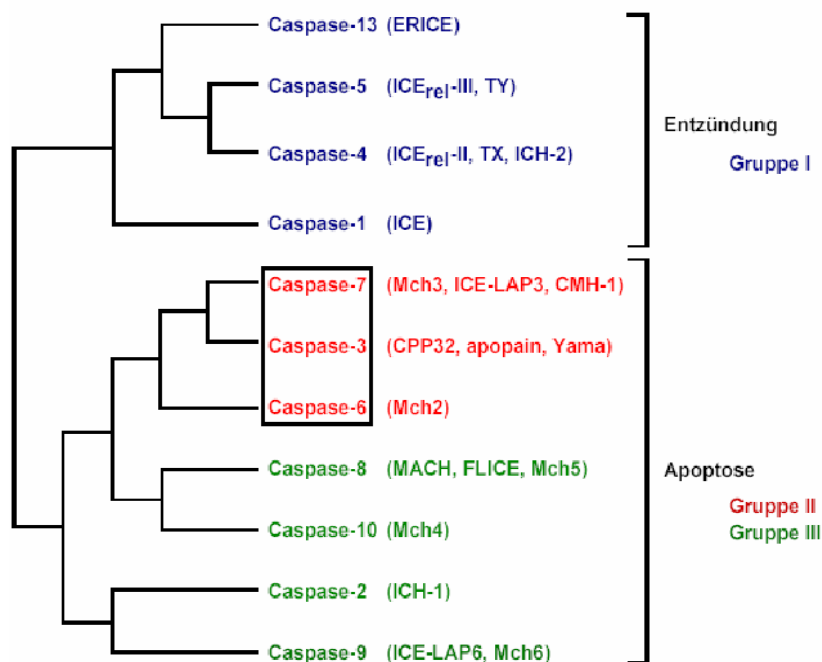 Caspase-13 (ERICE)
Caspase-5 (ICErel-III, TY)
Entzündung
Caspase-4 (ICErel-II, TX, ICH-2)
Gruppe I
Caspase-1 (ICE)
Caspase-7 (Mch3, ICE-LAP3, CMH-1)
Caspase-3 (CPP32, apopain, Yama)
Caspase-6 (Mch2)
Caspase-8 (MACH, FLICE, Mch5)
Apoptose
Gruppe II
Caspase-10 (Mch4)
Gruppe III
Caspase-2 (ICH-1)
Caspase-9 (ICE-LAP6, Mch6)